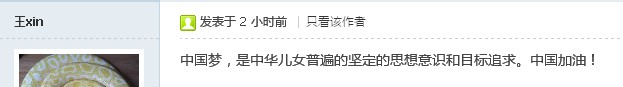 王xin
发表于 2 小时前 | 只看该作者
中国梦，是中华儿女普遍的坚定的思想意识和目标追求。中国加油！